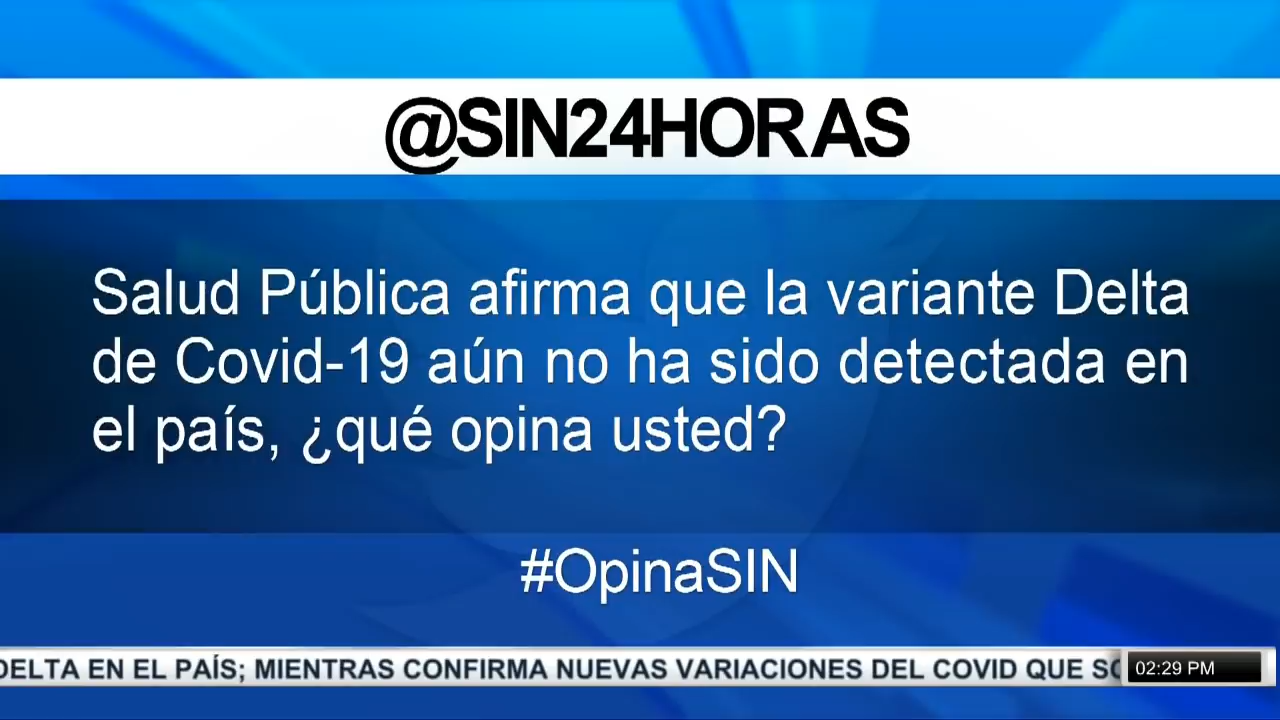 @SIN24HORAS
Salud Pública afirma que la variante Delta
de Covid-19 aún no ha sido detectada en
el país, ¿qué opina usted?
#OpinaSIN
DELTA EN EL PAÍS; MIENTRAS CONFIRMA NUEVAS VARIACIONES DEL COVID QUE
02:29 PM